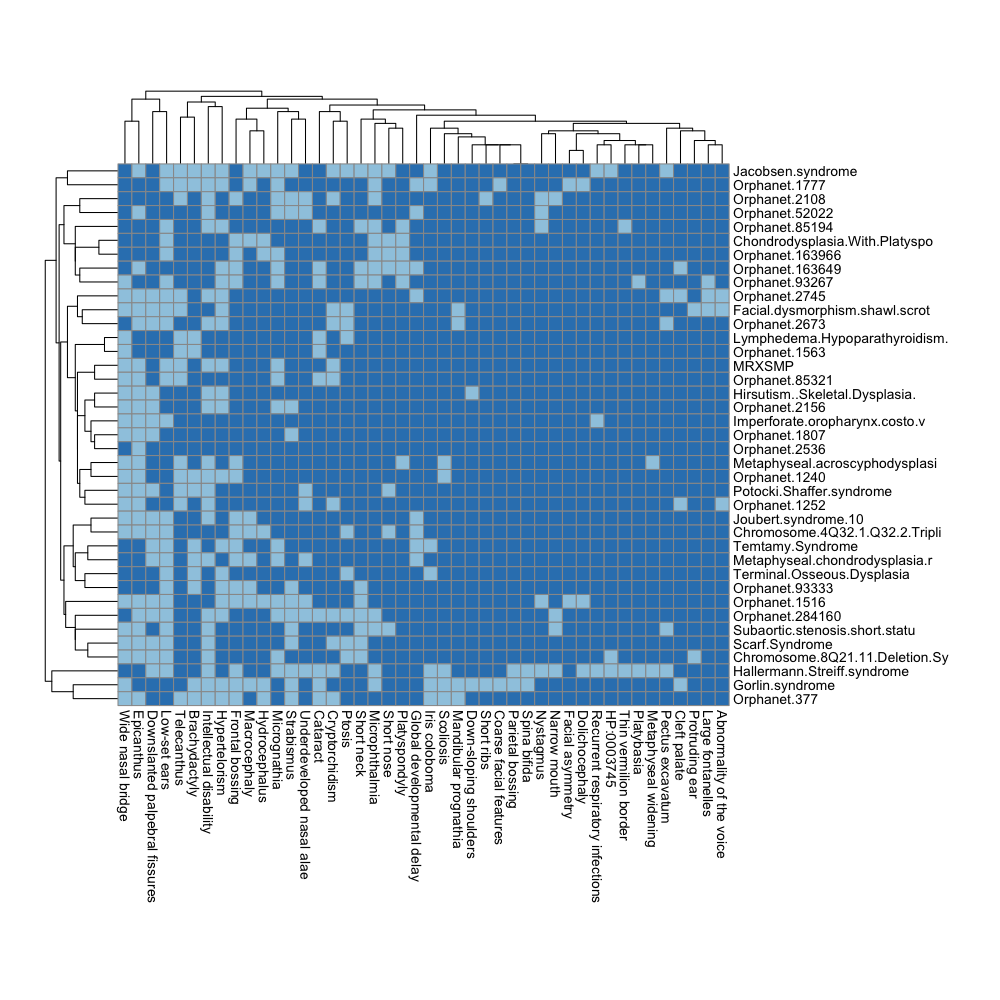 Jacobsen.syndrome
Orphanet.1777
Orphanet.2108
Orphanet.52022
Orphanet.85194
Chondrodysplasia.With.Platyspo
Orphanet.163966
Orphanet.163649
Orphanet.93267
Orphanet.2745
Facial.dysmorphism.shawl.scrot
Orphanet.2673
Lymphedema.Hypoparathyroidism.
Orphanet.1563
MRXSMP
Orphanet.85321
Hirsutism..Skeletal.Dysplasia.
Orphanet.2156
Imperforate.oropharynx.costo.v
Orphanet.1807
Orphanet.2536
Metaphyseal.acroscyphodysplasi
Orphanet.1240
Potocki.Shaffer.syndrome
Orphanet.1252
Joubert.syndrome.10
Chromosome.4Q32.1.Q32.2.Tripli
Temtamy.Syndrome
Metaphyseal.chondrodysplasia.r
Terminal.Osseous.Dysplasia
Orphanet.93333
Orphanet.1516
Orphanet.284160
Subaortic.stenosis.short.statu
Scarf.Syndrome
Chromosome.8Q21.11.Deletion.Sy
Hallermann.Streiff.syndrome
Gorlin.syndrome
Orphanet.377
Wide nasal bridge
Epicanthus
Downslanted palpebral fissures
Low-set ears
Telecanthus
Brachydactyly
Intellectual disability
Hypertelorism
Frontal bossing
Macrocephaly
Hydrocephalus
Micrognathia
Strabismus
Underdeveloped nasal alae
Cataract
Cryptorchidism
Ptosis
Short neck
Microphthalmia
Short nose
Platyspondyly
Global developmental delay
Iris coloboma
Scoliosis
Mandibular prognathia
Down-sloping shoulders
Short ribs
Coarse facial features
Parietal bossing
Spina bifida
Nystagmus
Narrow mouth
Facial asymmetry
Dolichocephaly
Recurrent respiratory infections
HP:0003745
Thin vermilion border
Platybasia
Metaphyseal widening
Pectus excavatum
Cleft palate
Protruding ear
Large fontanelles
Abnormality of the voice